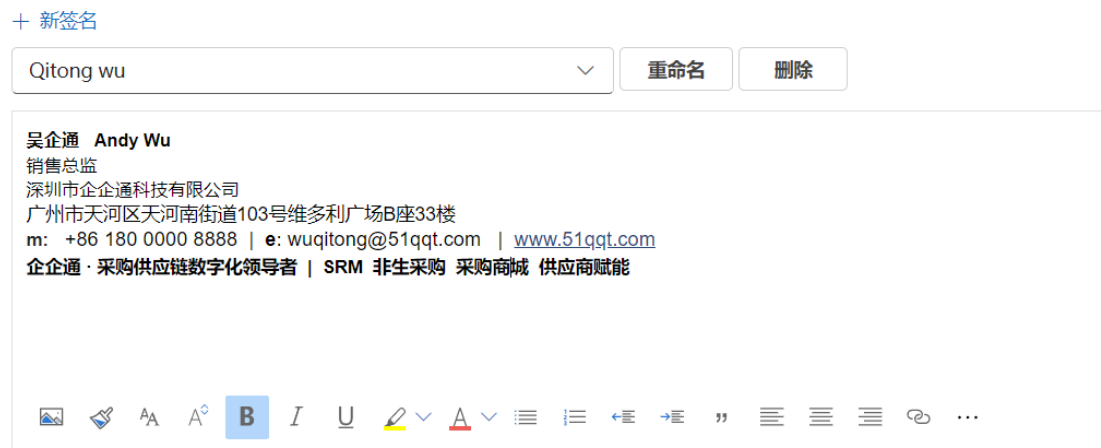 + 新签名
Qitong wu 重命名 删除
吴企通 Andy Wu
销售总监
深圳市企企通科技有限公司
广州市天河区天河南街道103号维多利广场B座33楼
m: +86 180 0000 8888 | e: wuqitong@51qqt.com | www.51qqt.com
企企通 · 采购供应链数字化领导者 | SRM 非生采购 采购商城 供应商赋能